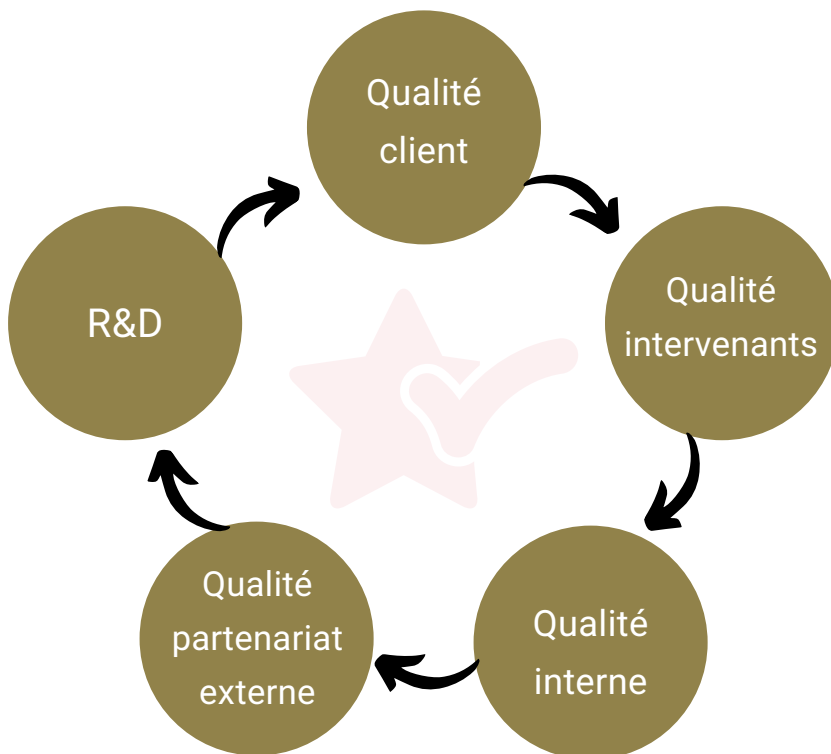 Qualité
client
Qualité
intervenants
Qualité
interne
Qualité
partenariat
externe
R&D